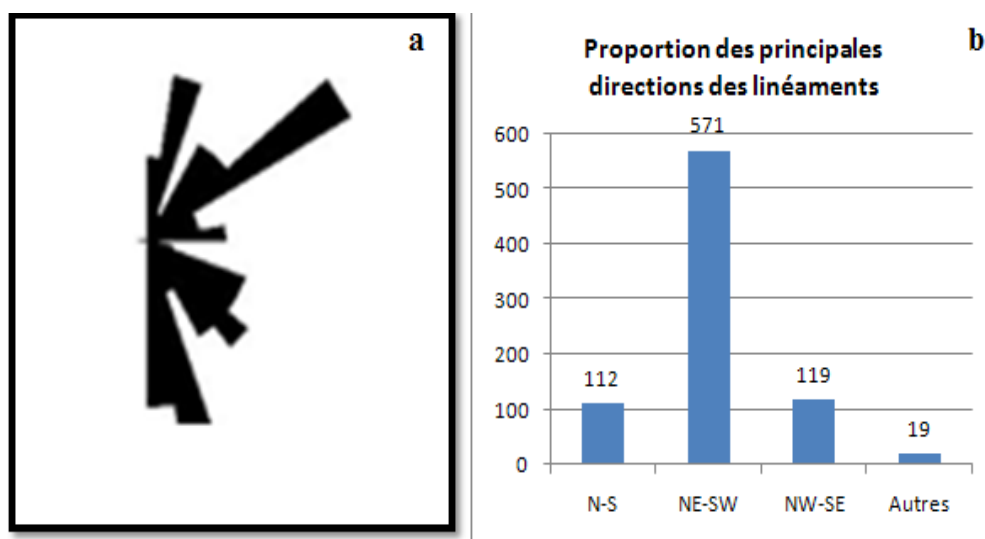 a
b
Proportion des principales
directions des linéaments
600
500
400
300
200
100
0
571
112
119
19
N-S
NE-SW
NW-SE
Autres